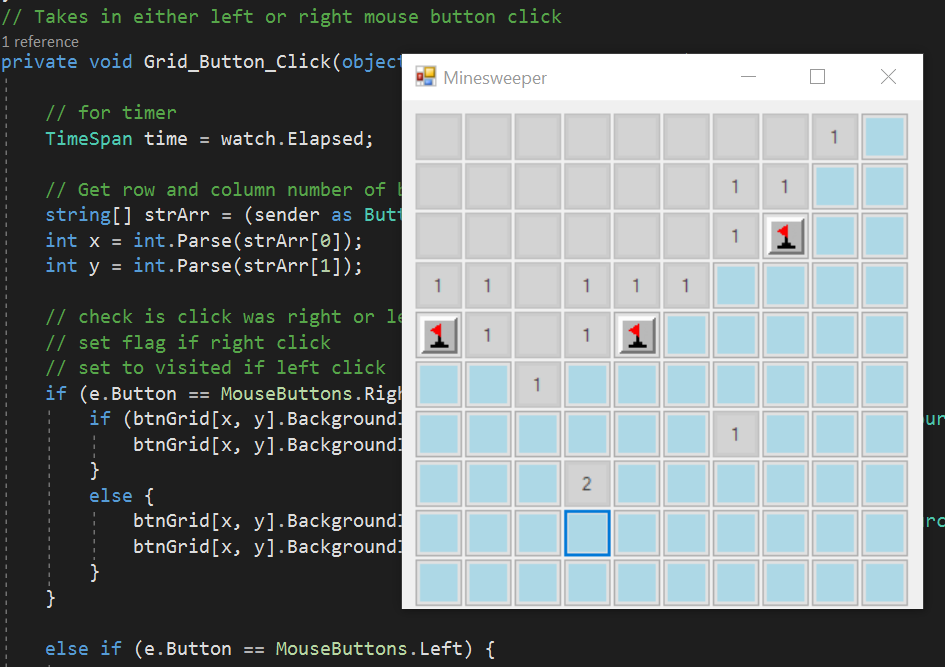 // Takes in either left or right mouse button click
1 reference
private void Grid_Button_Click(object
Minesweeper
// for timer
TimeSpan time = watch.Elapsed;
// Get row and column number of b
string[] strArr = (sender as Butt
int x = int.Parse(strArr[0]);
int y = int.Parse(strArr[1]);
// check is click was right or le
// set flag if right click
// set to visited if left click
if (e.Button == MouseButtons.Righ
if (btnGrid[x, y].BackgroundI
our
btnGrid[x, y].BackgroundI
}
else {
btnGrid[x, y].BackgroundI
rc
btnGrid[x, y].BackgroundI
}
}
else if (e.Button == MouseButtons.Left) {
1
1 1
1
1 1 1 1 1
1 1
1
1
2